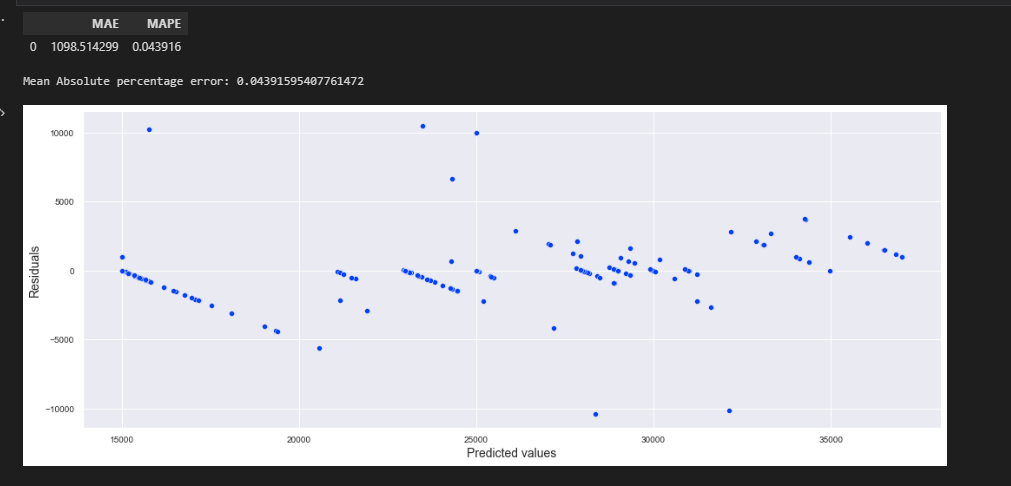 MAE MAPE
0 1098.514299 0.043916
Mean Absolute percentage error: 0.04391595407761472
10000
5000
0
−5000
−10000
Residuals
15000 20000 25000 30000 35000
Predicted values